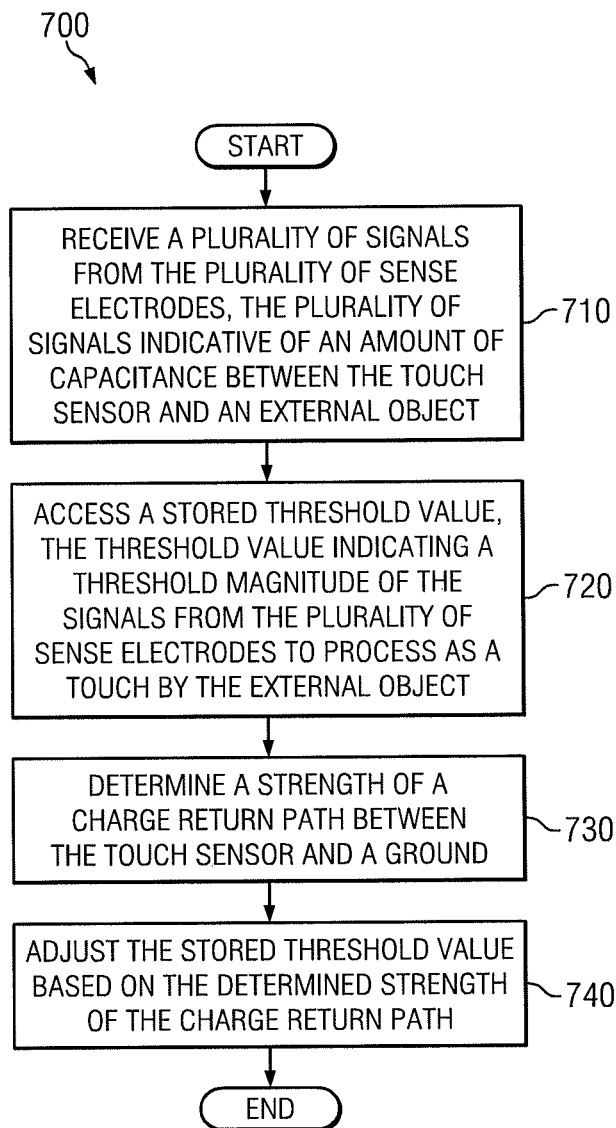 700
START
RECEIVE A PLURALITY OF SIGNALS
FROM THE PLURALITY OF SENSE
ELECTRODES, THE PLURALITY OF
SIGNALS INDICATIVE OF AN AMOUNT OF
CAPACITANCE BETWEEN THE TOUCH
SENSOR AND AN EXTERNAL OBJECT
710
ACCESS A STORED THRESHOLD VALUE,
THE THRESHOLD VALUE INDICATING A
THRESHOLD MAGNITUDE OF THE
SIGNALS FROM THE PLURALITY OF
SENSE ELECTRODES TO PROCESS AS A
TOUCH BY THE EXTERNAL OBJECT
720
DETERMINE A STRENGTH OF A
CHARGE RETURN PATH BETWEEN
THE TOUCH SENSOR AND A GROUND
730
ADJUST THE STORED THRESHOLD VALUE
BASED ON THE DETERMINED STRENGTH
OF THE CHARGE RETURN PATH
740
END